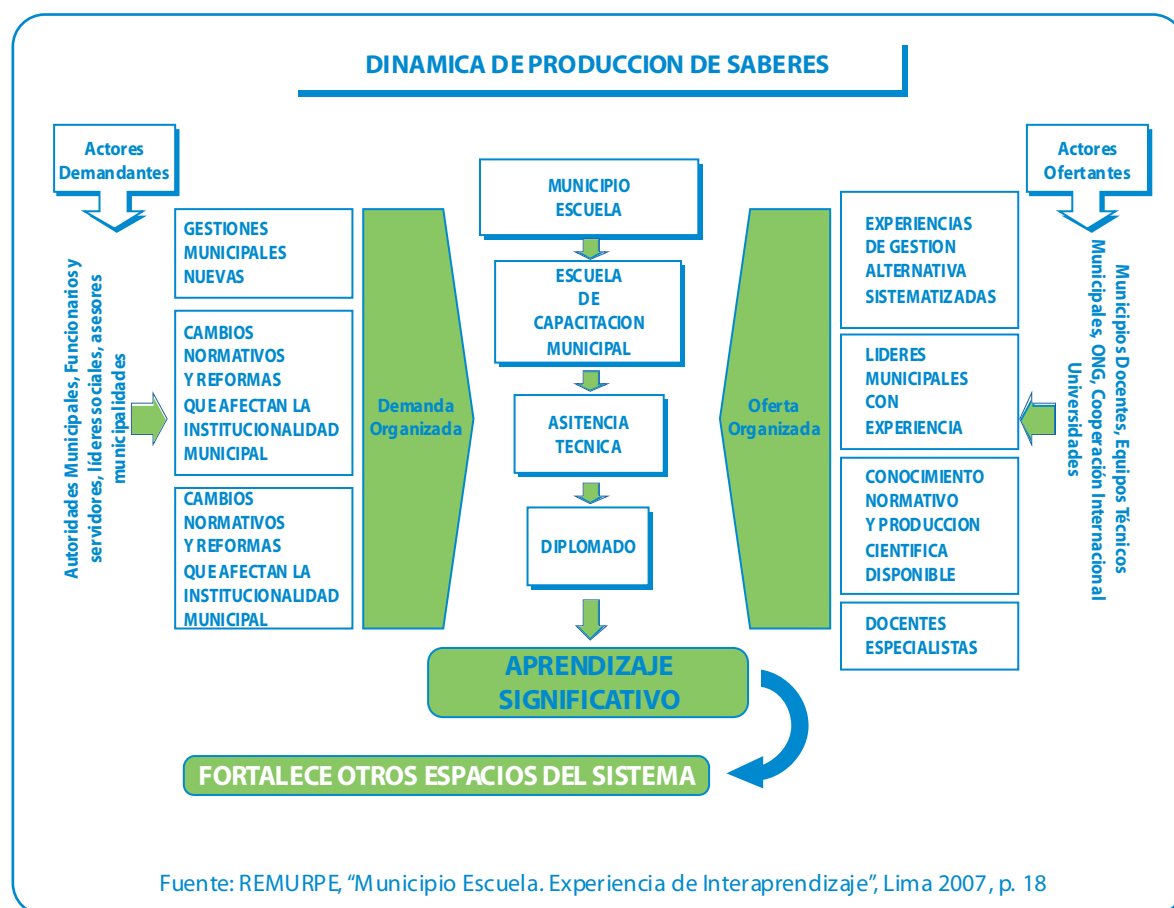 DINAMICA DE PRODUCCION DE SABERES
Actores
Demandantes
Autoridades Municipales, Funcionarios y
servidores, líderes sociales, asesores
municipalidades
GESTIONES
MUNICIPALES
NUEVAS
CAMBIOS
NORMATIVOS
Y REFORMAS
QUE AFECTAN LA
INSTITUCIONALIDAD
MUNICIPAL
CAMBIOS
NORMATIVOS
Y REFORMAS
QUE AFECTAN LA
INSTITUCIONALIDAD
MUNICIPAL
Demanda
Organizada
MUNICIPIO
ESCUELA
ESCUELA
DE
CAPACITACION
MUNICIPAL
ASITENCIA
TECNICA
DIPLOMADO
Oferta
Organizada
EXPERIENCIAS
DE GESTION
ALTERNATIVA
SISTEMATIZADAS
LIDERES
MUNICIPALES
CON
EXPERIENCIA
CONOCIMIENTO
NORMATIVO
Y PRODUCCION
CIENTIFICA
DISPONIBLE
DOCENTES
ESPECIALISTAS
Actores
Ofertantes
Municipios Docentes, Equipos Técnicos
Municipales, ONG, Cooperación Internacional
Universidades
APRENDIZAJE
SIGNIFICATIVO
FORTALECE OTROS ESPACIOS DEL SISTEMA
Fuente: REMURPE, “Municipio Escuela. Experiencia de Interaprendizaje”, Lima 2007, p. 18